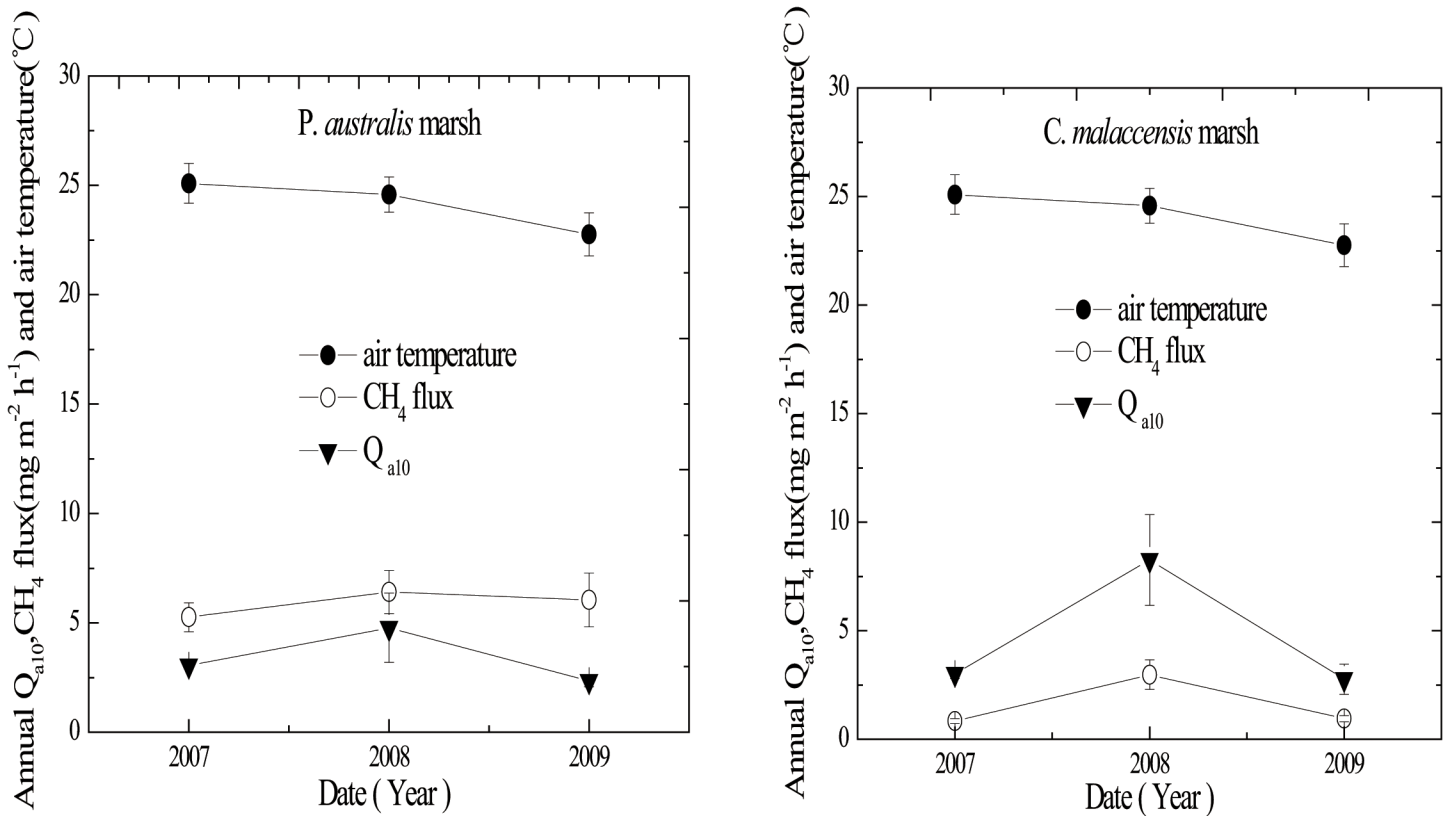 Annual Qa10,CH4 flux(mg m-2 h-1) and air temperature(°C)
30
25
20
15
10
5
0
P. australis marsh
air temperature
CH4 flux
Qa10
2007 2008 2009
Date ( Year )
Annual Qa10,CH4 flux(mg m-2 h-1) and air temperature(°C)
30
25
20
15
10
5
0
C. malaccensis marsh
air temperature
CH4 flux
Qa10
2007 2008 2009
Date ( Year )